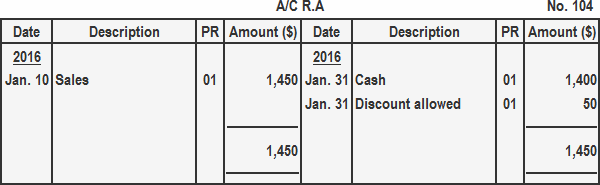 A/C R.A No. 104
Date Description PR Amount ($) Date Description PR Amount ($)
2016 2016
Jan. 10 Sales 01 1,450 Jan. 31 Cash 01 1,400
Jan. 31 Discount allowed 01 50
1,450 1,450